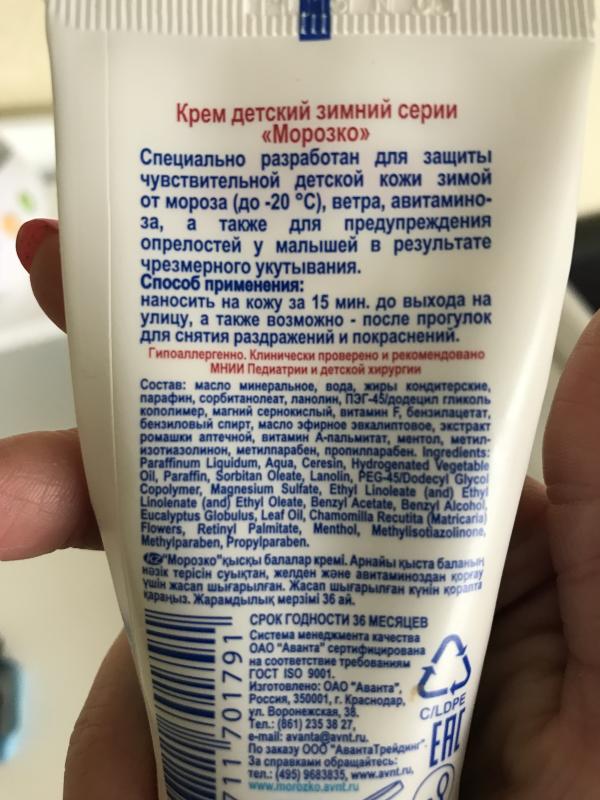 Крем детский зимний серии
«Морозко»
Специально разработан для защиты
чувствительной детской кожи зимой
от мороза (до -20 °С), ветра, авитамино-
за, а также для предупреждения
опрелостей у малышей в результате
чрезмерного укутывания.
Способ применения:
наносить на кожу за 15 мин. до выхода на
улицу, а также возможно - после прогулок
для снятия раздражений и покраснений.
Гипоаллергенно. Клинически проверено и рекомендовано
МНИИ Педиатрии и детской хирургии
Состав: масло минеральное, вода, жиры кондитерские,
парафин, сорбитанолеат, ланолин, ПЭГ-45/додецил гликоль
кополимер, магний сернокислый, витамин F, бензилацетат,
бензиловый спирт, масло эфирное эвкалиптовое, экстракт
ромашки аптечной, витамин А-пальмитат, ментол, метил-
изотиазолинон, метилпарабен, пропилпарабен. Ingredients:
Paraffinum Liquidum, Aqua, Ceresin, Hydrogenated Vegetable
Oil, Paraffin, Sorbitan Oleate, Lanolin, PEG-45/Dodecyl Glycol
Copolymer, Magnesium Sulfate, Ethyl Linoleate (and) Ethyl
Linolenate (and) Ethyl Oleate, Benzyl Acetate, Benzyl Alcohol,
Eucalyptus Globulus, Leaf Oil, Chamomilla Recutita (Matricaria)
Flowers, Retinyl Palmitate, Menthol, Methylisotiazolinone,
Methylparaben, Propylparaben.
KZ "Морозко"қысқы балалар кремі. Арнайы қыста баланың
нәзік терісін суықтан, желден және авитаминоздан қорғау
үшін жасап шығарылған. Жасап шығарылған күнін қорапта
қараңыз. Жарамдылық мерзімі 36 ай.
СРОК ГОДНОСТИ 36 МЕСЯЦЕВ
Система менеджмента качества
ОАО "Аванта" сертифицирована
на соответствие требованиям
ГОСТ ISO 9001.
Изготовлено: ОАО "Аванта",
Россия, 350001, г. Краснодар,
ул. Воронежская, 38.
Тел.: (861) 235 38 27,
e-mail: avanta@avnt.ru.
По заказу ООО "АвантаТрейдинг".
За справками обращайтесь:
тел.: (495) 9683835, www.avnt.ru,
www.morozko.avnt.ru
C/LDPE
EAC
711 701791